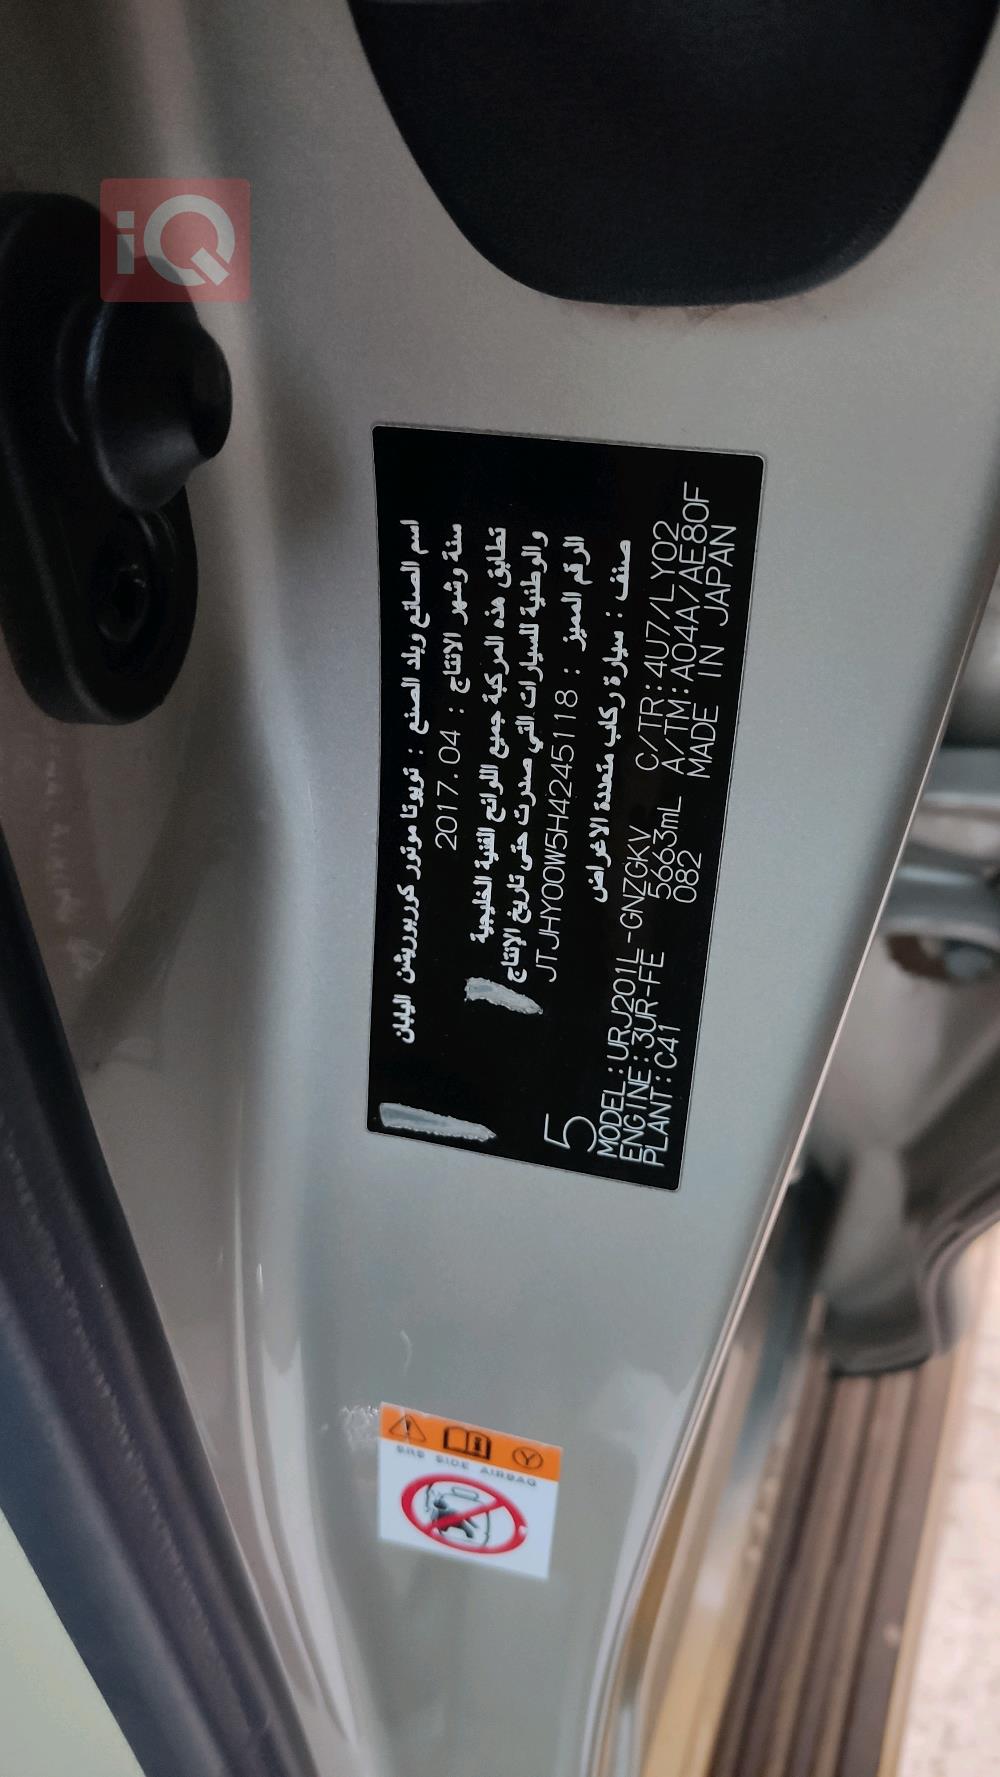 iQ
اسم الصانع وبلد الصنع : تويوتا موتور كوربوريشن اليابان
سنة وشهر الانتاج : 2017.04
تطابق هذه المركبة جميع اللوائح الفنية الخليجية
والوطنية للسيارات التي صدرت حتى تاريخ الإنتاج
الرقم المميز : JTJHY00W5H4245118
صنف : سيارة ركاب متعددة الاغراض
5
MODEL:URJ201L-GNZGKV C/TR:4U7/LY02
ENGINE:3UR-FE 5663mL A/TM:A04A/AE80F
PLANT:C41 082 MADE IN JAPAN
SRS SIDE AIRBAG